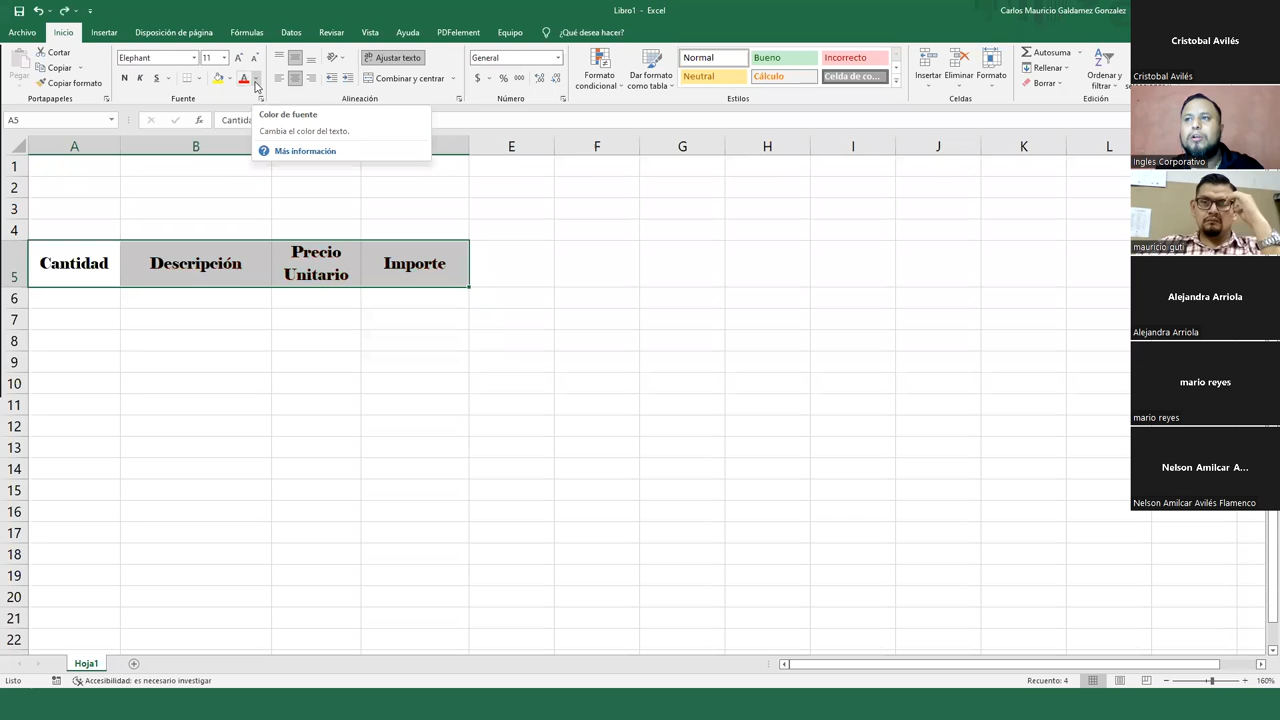 Libro1 - Excel
Carlos Mauricio Galdamez Gonzalez
Archivo Inicio Insertar Disposición de página Fórmulas Datos Revisar Vista Ayuda PDFelement Equipo ¿Qué desea hacer?
Pegar
Cortar
Copiar
Copiar formato
Portapapeles
Elephant 11
N K S
Fuente
Ajustar texto
Combinar y centrar
Alineación
General
$ % 000
Número
Formato
condicional
Dar formato
como tabla
Normal Bueno Incorrecto
Neutral Cálculo Celda de co...
Estilos
Insertar Eliminar Formato
Celdas
Autosuma
Rellenar
Borrar
Ordenar y
filtrar
Edición
A5
Cantida
Color de fuente
Cambia el color del texto.
Más información
A B E F G H I J K L
1
2
3
4
5 Cantidad Descripción Precio Unitario Importe
6
7
8
9
10
11
12
13
14
15
16
17
18
19
20
21
22
Hoja1
Listo
Accesibilidad: es necesario investigar
Recuento: 4
160%
Cristobal Avilés
Cristobal Avilés
Ingles Corporativo
mauricio guti
Alejandra Arriola
Alejandra Arriola
mario reyes
mario reyes
Nelson Amilcar A...
Nelson Amilcar Avilés Flamenco